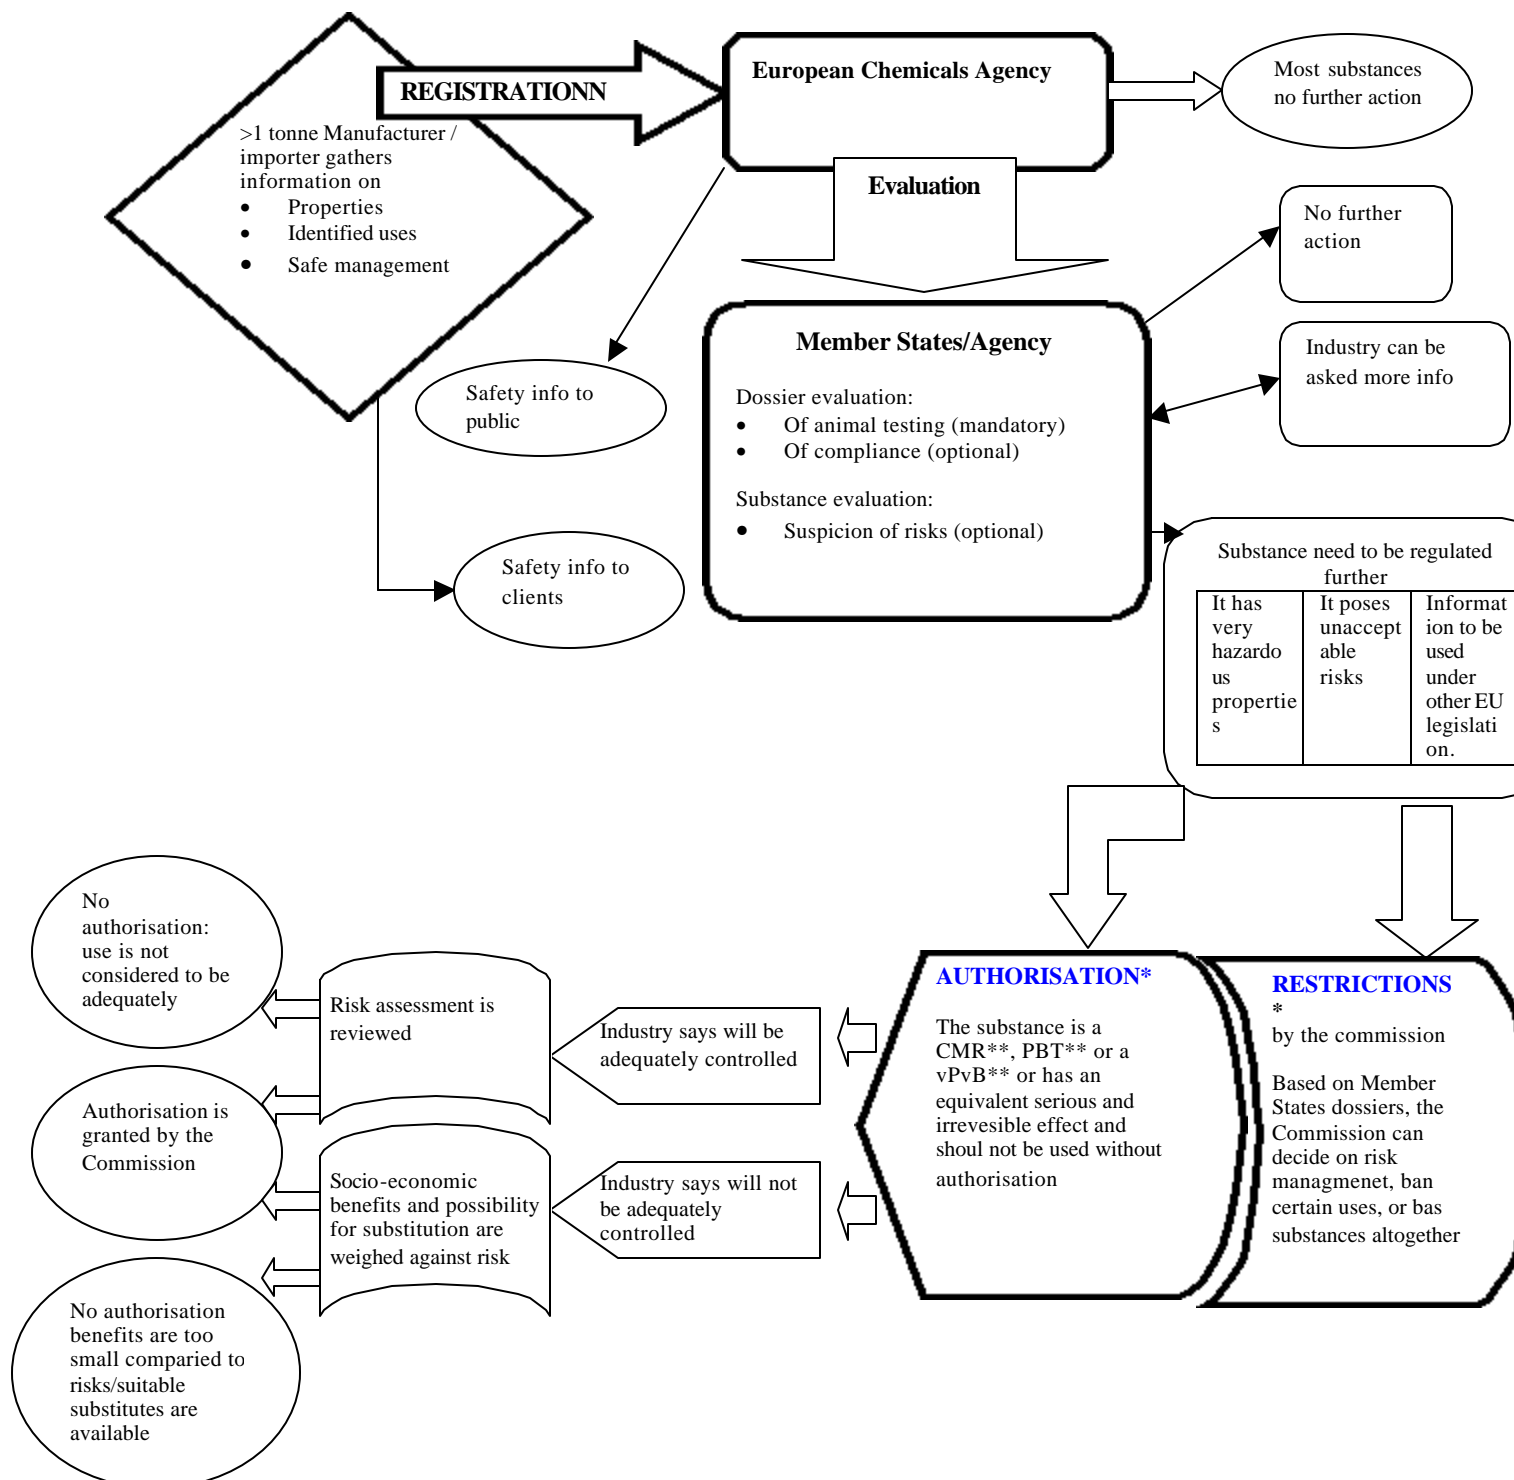 REGISTRATIONN
>1 tonne Manufacturer /
importer gathers
information on
• Properties
• Identified uses
• Safe management
European Chemicals Agency
Most substances
no further action
Evaluation
No further
action
Member States/Agency
Dossier evaluation:
• Of animal testing (mandatory)
• Of compliance (optional)
Substance evaluation:
• Suspicion of risks (optional)
Industry can be
asked more info
Safety info to
public
Safety info to
clients
Substance need to be regulated
further
It has
very
hazardo
us
propertie
s
It poses
unaccept
able
risks
Informat
ion to be
used
under
other EU
legislati
on.
AUTHORISATION*
The substance is a
CMR**, PBT** or a
vPvB** or has an
equivalent serious and
irrevesible effect and
shoul not be used without
authorisation
RESTRICTIONS
*
by the commission
Based on Member
States dossiers, the
Commission can
decide on risk
managmenet, ban
certain uses, or bas
substances altogether
Industry says will be
adequately controlled
Industry says will not
be adequately
controlled
Risk assessment is
reviewed
Socio-economic
benefits and possibility
for substitution are
weighed against risk
No
authorisation:
use is not
considered to be
adequately
Authorisation is
granted by the
Commission
No authorisation
benefits are too
small comparied to
risks/suitable
substitutes are
available